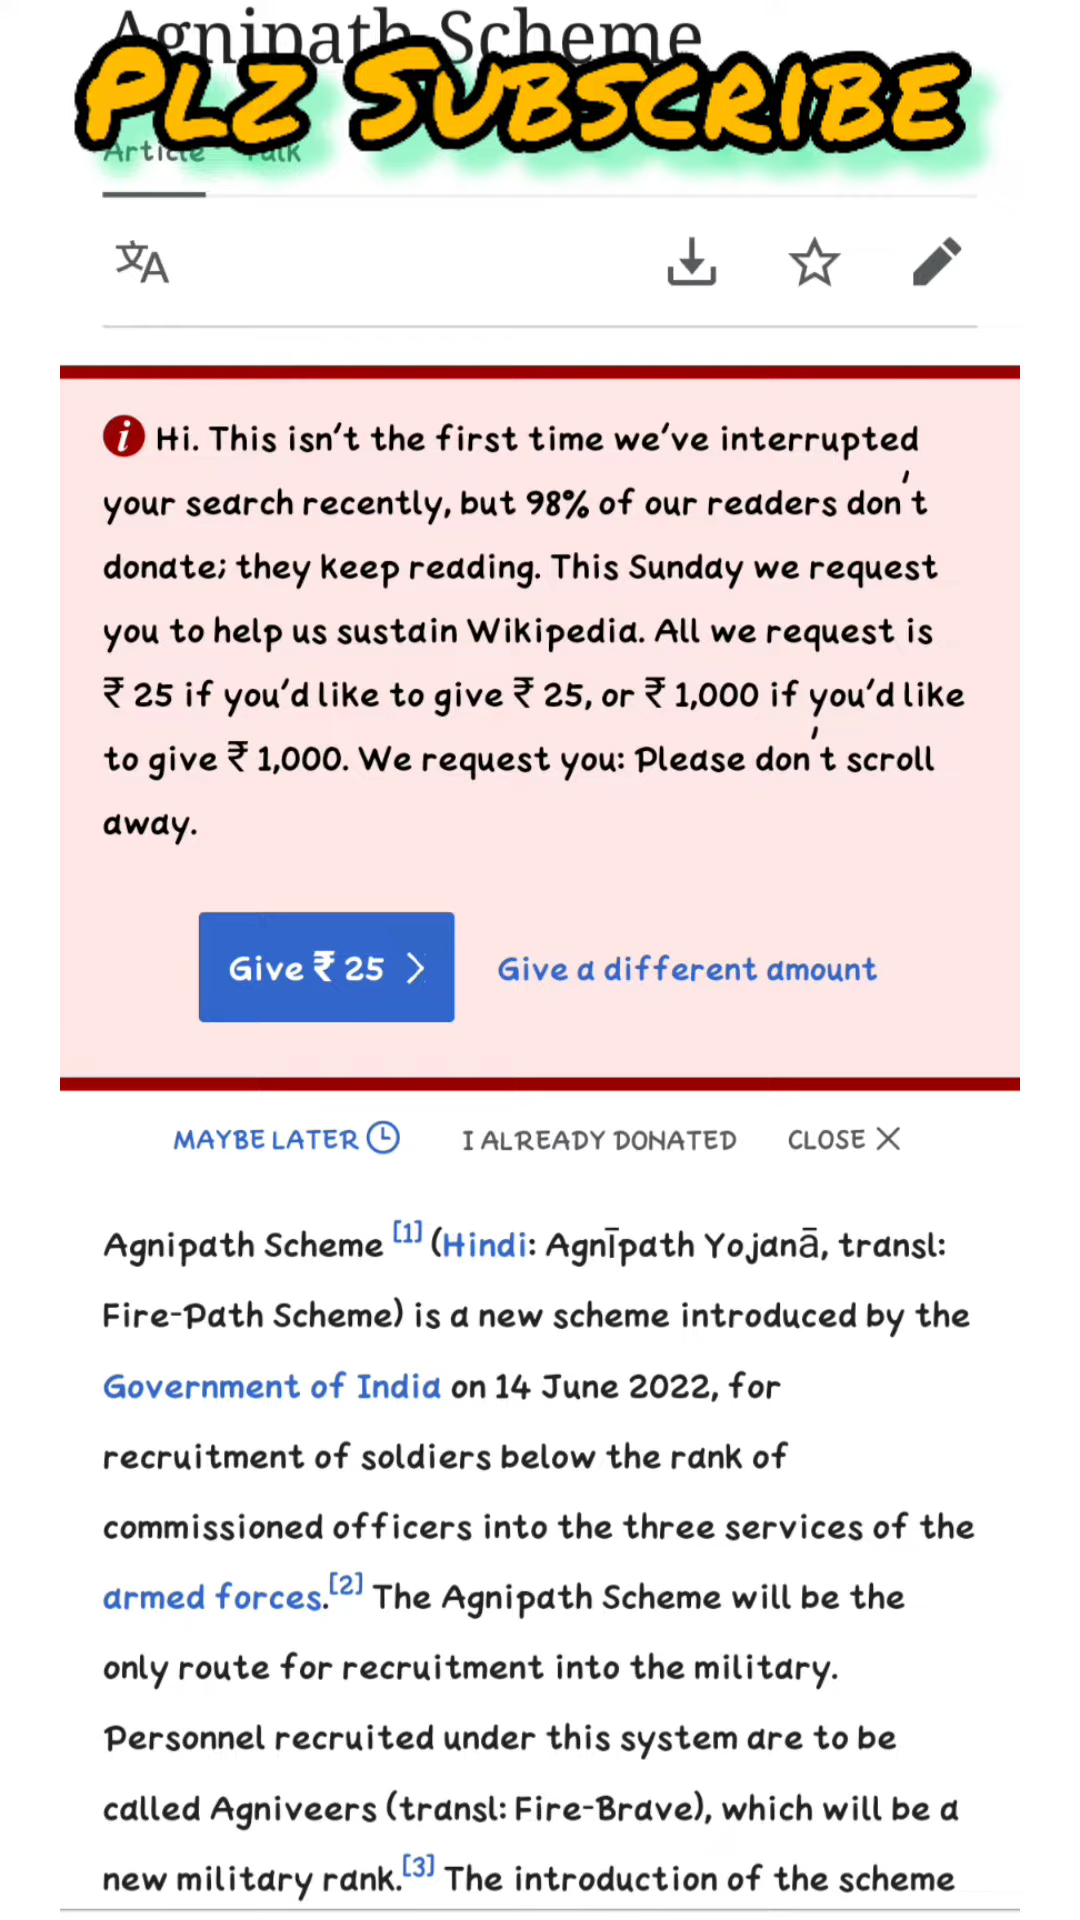 Agnipath Scheme
PLZ SUBSCRIBE
Article Talk
文A
i Hi. This isn't the first time we've interrupted
your search recently, but 98% of our readers don't
donate; they keep reading. This Sunday we request
you to help us sustain Wikipedia. All we request is
₹ 25 if you'd like to give ₹ 25, or ₹ 1,000 if you'd like
to give ₹ 1,000. We request you: Please don't scroll
away.
Give ₹ 25 Give a different amount
MAYBE LATER I ALREADY DONATED CLOSE
Agnipath Scheme [1] (Hindi: Agnīpath Yojanā, transl:
Fire-Path Scheme) is a new scheme introduced by the
Government of India on 14 June 2022, for
recruitment of soldiers below the rank of
commissioned officers into the three services of the
armed forces.[2] The Agnipath Scheme will be the
only route for recruitment into the military.
Personnel recruited under this system are to be
called Agniveers (transl: Fire-Brave), which will be a
new military rank.[3] The introduction of the scheme